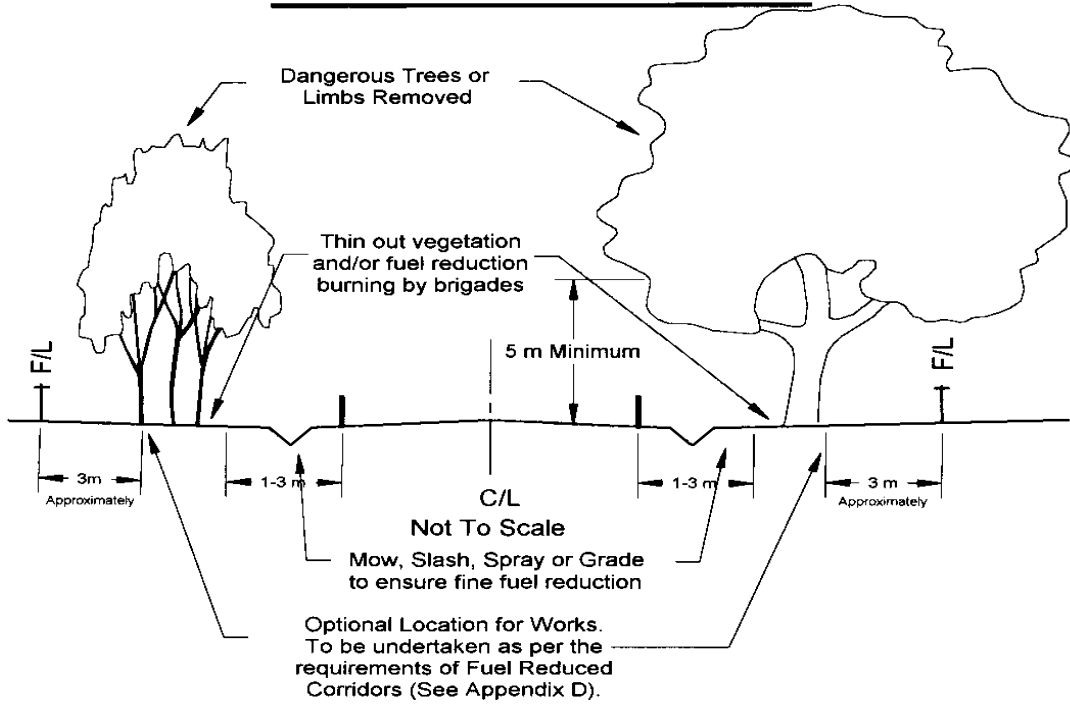 Dangerous Trees or
Limbs Removed
Thin out vegetation
and/or fuel reduction
burning by brigades
5 m Minimum
F/L
F/L
3m
Approximately
1-3 m
1-3 m
3 m
Approximately
C/L
Not To Scale
Mow, Slash, Spray or Grade
to ensure fine fuel reduction
Optional Location for Works.
To be undertaken as per the
requirements of Fuel Reduced
Corridors (See Appendix D).